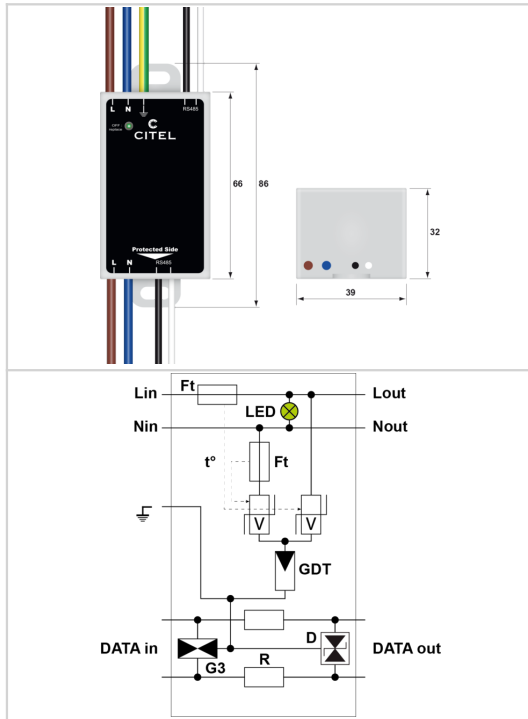 L N RS485
OFF
C
CITEL
Protected Side
L N RS485
66
86
32
39
Lin Ft Lout
LED
Nin Nout
t° Ft
V V
GDT
DATA in D DATA out
G3 R